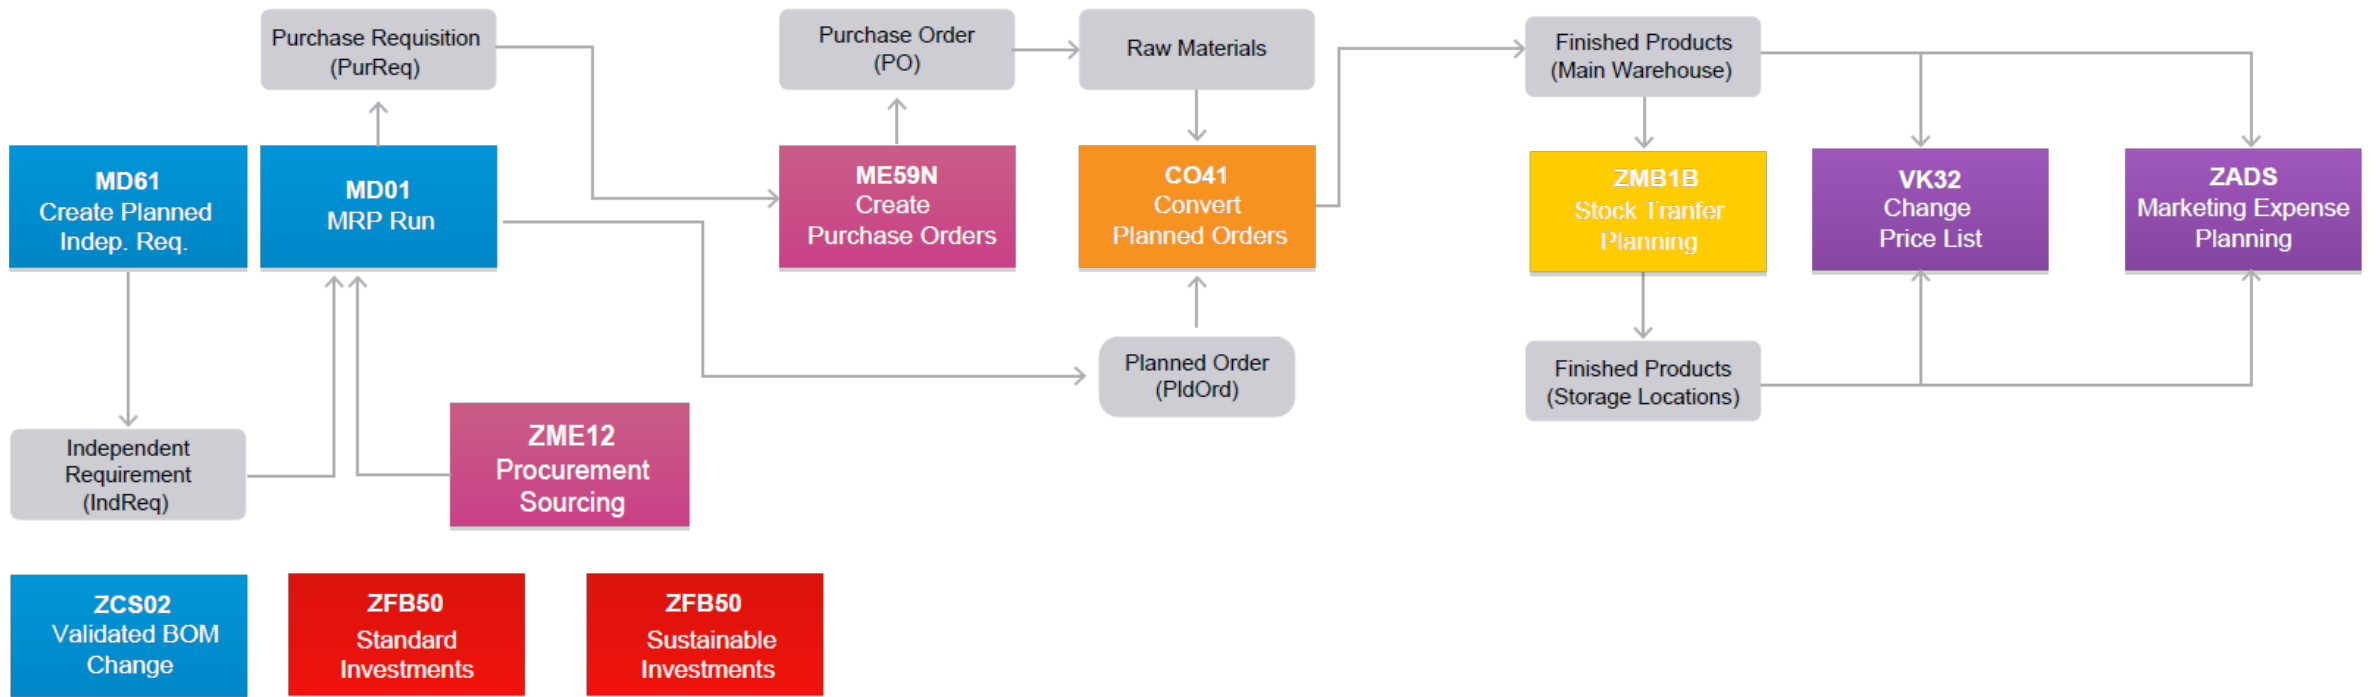 Purchase Requisition
(PurReq)
Purchase Order
(PO)
Raw Materials
Finished Products
(Main Warehouse)
MD61
Create Planned
Indep. Req.
MD01
MRP Run
ME59N
Create
Purchase Orders
CO41
Convert
Planned Orders
ZMB1B
Stock Tranfer
Planning
VK32
Change
Price List
ZADS
Marketing Expense
Planning
Independent
Requirement
(IndReq)
ZME12
Procurement
Sourcing
Planned Order
(PldOrd)
Finished Products
(Storage Locations)
ZCS02
Validated BOM
Change
ZFB50
Standard
Investments
ZFB50
Sustainable
Investments